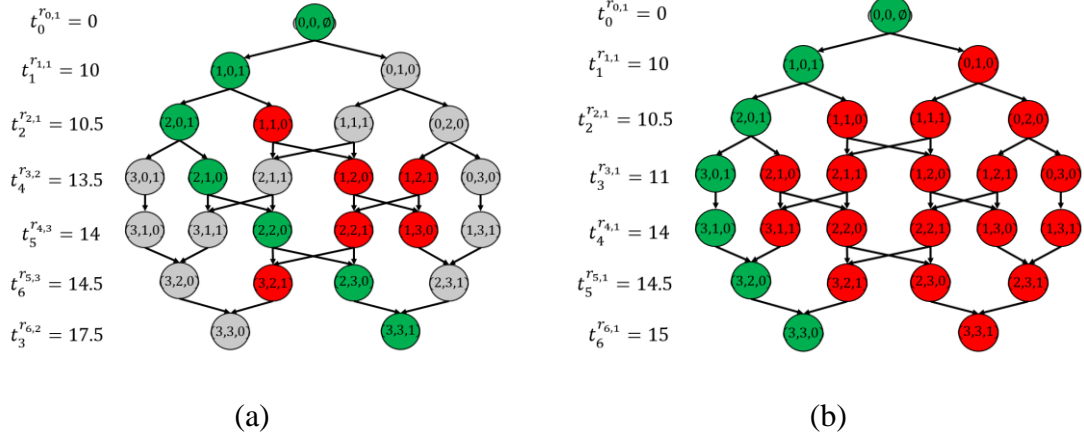 t_0^{r_{0,1}} = 0
(0,0,∅)
t_1^{r_{1,1}} = 10
(1,0,1) (0,1,0)
t_2^{r_{2,1}} = 10.5
(2,0,1) (1,1,0) (1,1,1) (0,2,0)
t_4^{r_{3,2}} = 13.5
(3,0,1) (2,1,0) (2,1,1) (1,2,0) (1,2,1) (0,3,0)
t_5^{r_{4,3}} = 14
(3,1,0) (3,1,1) (2,2,0) (2,2,1) (1,3,0) (1,3,1)
t_6^{r_{5,3}} = 14.5
(3,2,0) (3,2,1) (2,3,0) (2,3,1)
t_3^{r_{6,2}} = 17.5
(3,3,0) (3,3,1)
(a)
t_0^{r_{0,1}} = 0
(0,0,∅)
t_1^{r_{1,1}} = 10
(1,0,1) (0,1,0)
t_2^{r_{2,1}} = 10.5
(2,0,1) (1,1,0) (1,1,1) (0,2,0)
t_3^{r_{3,1}} = 11
(3,0,1) (2,1,0) (2,1,1) (1,2,0) (1,2,1) (0,3,0)
t_4^{r_{4,1}} = 14
(3,1,0) (3,1,1) (2,2,0) (2,2,1) (1,3,0) (1,3,1)
t_5^{r_{5,1}} = 14.5
(3,2,0) (3,2,1) (2,3,0) (2,3,1)
t_6^{r_{6,1}} = 15
(3,3,0) (3,3,1)
(b)